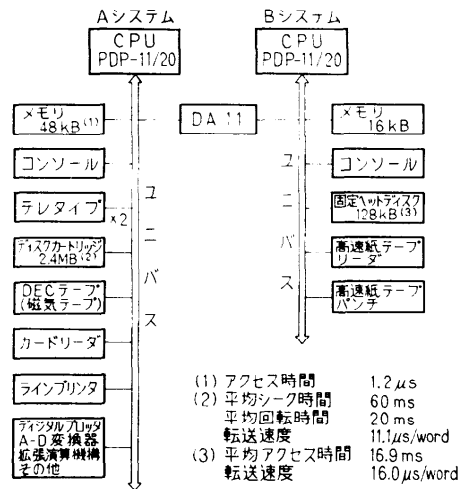 Aシステム
CPU
PDP-11/20
Bシステム
CPU
PDP-11/20
メモリ
48kB(1)
コンソール
テレタイプ
×2
ディスクカートリッジ
2.4MB(2)
DECテープ
(磁気テープ)
カードリーダ
ラインプリンタ
ディジタルプロッタ
A-D変換器
拡張演算機構
その他
ユニバス
DA11
ユニバス
メモリ
16kB
コンソール
固定ヘッドディスク
128kB(3)
高速紙テープ
リーダ
高速紙テープ
パンチ
(1) アクセス時間 1.2μs
(2) 平均シーク時間 60ms
平均回転時間 20ms
転送速度 11.1μs/word
(3) 平均アクセス時間 16.9ms
転送速度 16.0μs/word